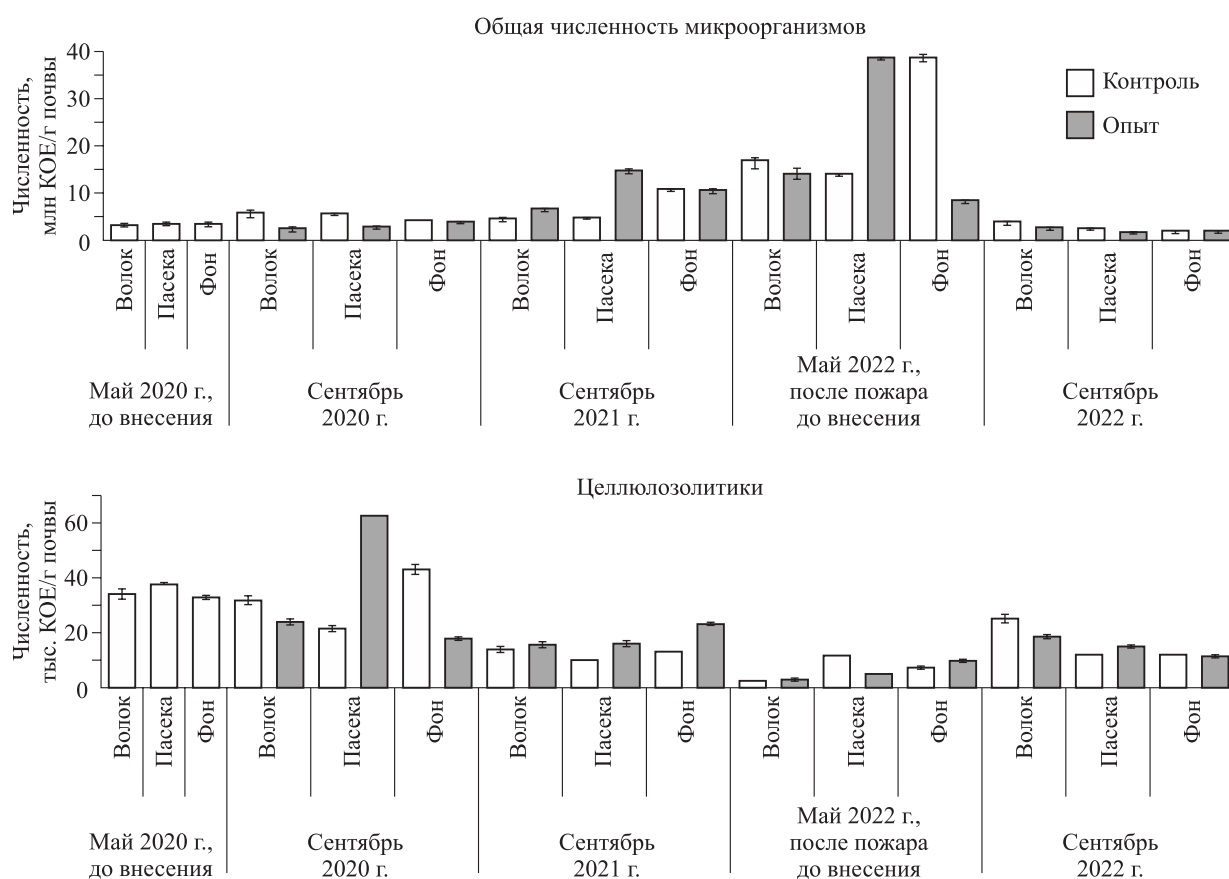 Общая численность микроорганизмов
Численность,
млн КОЕ/г почвы
40
30
20
10
0
Контроль
Опыт
Волок
Пасека
Фон
Волок
Пасека
Фон
Волок
Пасека
Фон
Волок
Пасека
Фон
Волок
Пасека
Фон
Май 2020 г.,
до внесения
Сентябрь
2020 г.
Сентябрь
2021 г.
Май 2022 г.,
после пожара
до внесения
Сентябрь
2022 г.
Целлюлозолитики
Численность,
тыс. КОЕ/г почвы
60
40
20
0
Волок
Пасека
Фон
Волок
Пасека
Фон
Волок
Пасека
Фон
Волок
Пасека
Фон
Волок
Пасека
Фон
Май 2020 г.,
до внесения
Сентябрь
2020 г.
Сентябрь
2021 г.
Май 2022 г.,
после пожара
до внесения
Сентябрь
2022 г.